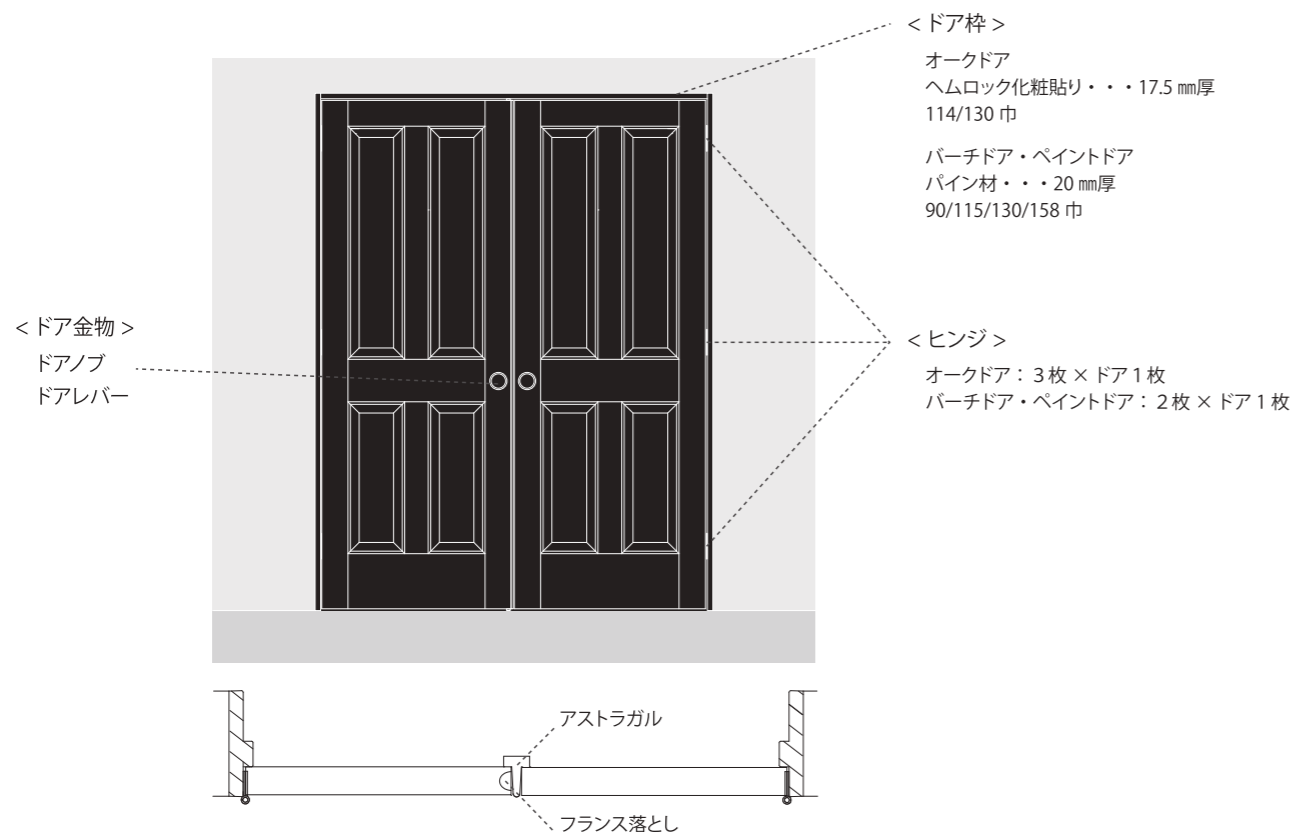 < ドア枠 >
オークドア
ヘムロック化粧貼り・・・17.5 ㎜厚
114/130 巾
バーチドア・ペイントドア
パイン材・・・20 ㎜厚
90/115/130/158 巾
< ドア金物 >
ドアノブ
ドアレバー
< ヒンジ >
オークドア： 3 枚 × ドア 1 枚
バーチドア・ペイントドア： 2 枚 × ドア 1 枚
アストラガル
フランス落とし